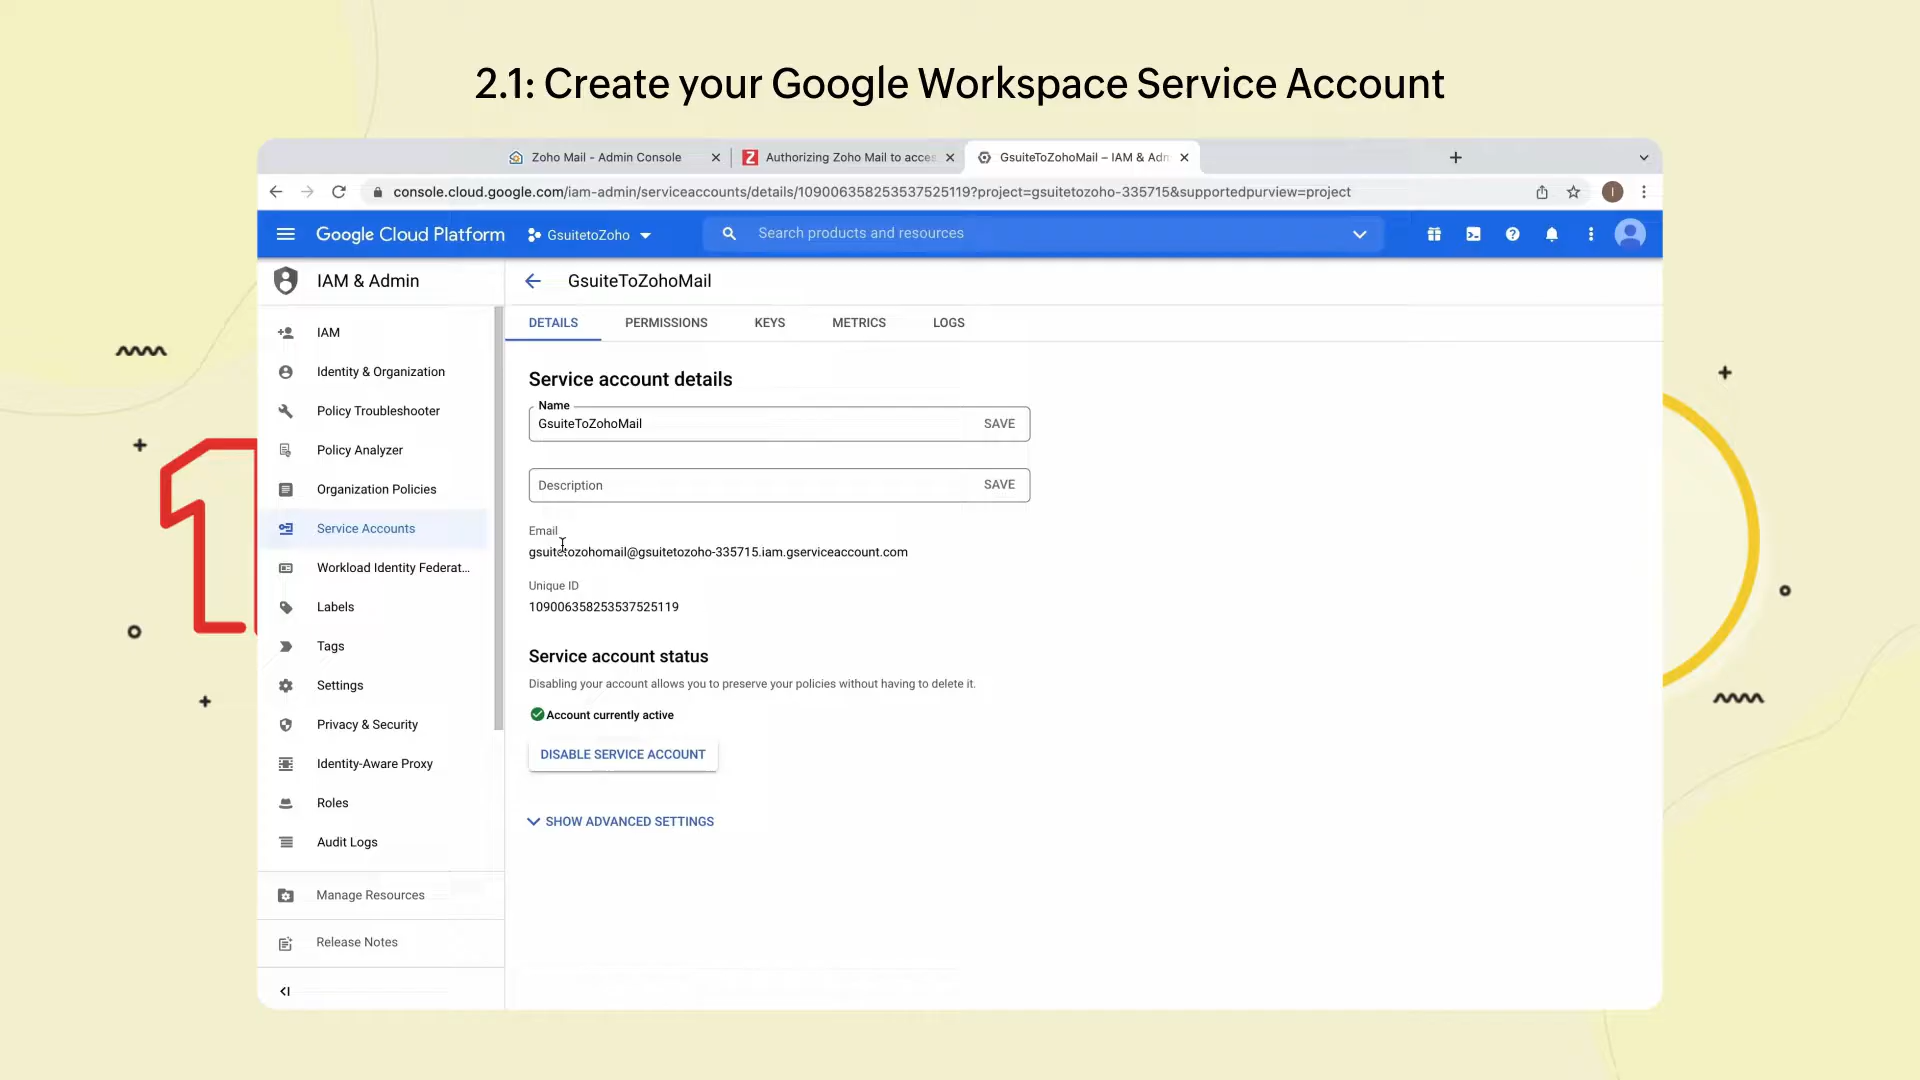 2.1: Create your Google Workspace Service Account
Zoho Mail - Admin Console
Authorizing Zoho Mail to acces
GsuiteToZohoMail – IAM & Adm
console.cloud.google.com/iam-admin/serviceaccounts/details/109006358253537525119?project=gsuitetozoho-335715&supportedpurview=project
I
Google Cloud Platform
GsuitetoZoho
Search products and resources
IAM & Admin
GsuiteToZohoMail
DETAILS
PERMISSIONS
KEYS
METRICS
LOGS
IAM
Identity & Organization
Policy Troubleshooter
Policy Analyzer
Organization Policies
Service Accounts
Workload Identity Federat...
Labels
Tags
Settings
Privacy & Security
Identity-Aware Proxy
Roles
Audit Logs
Manage Resources
Release Notes
Service account details
Name
GsuiteToZohoMail
SAVE
Description
SAVE
Email
gsuitetozohomail@gsuitetozoho-335715.iam.gserviceaccount.com
Unique ID
109006358253537525119
Service account status
Disabling your account allows you to preserve your policies without having to delete it.
Account currently active
DISABLE SERVICE ACCOUNT
SHOW ADVANCED SETTINGS